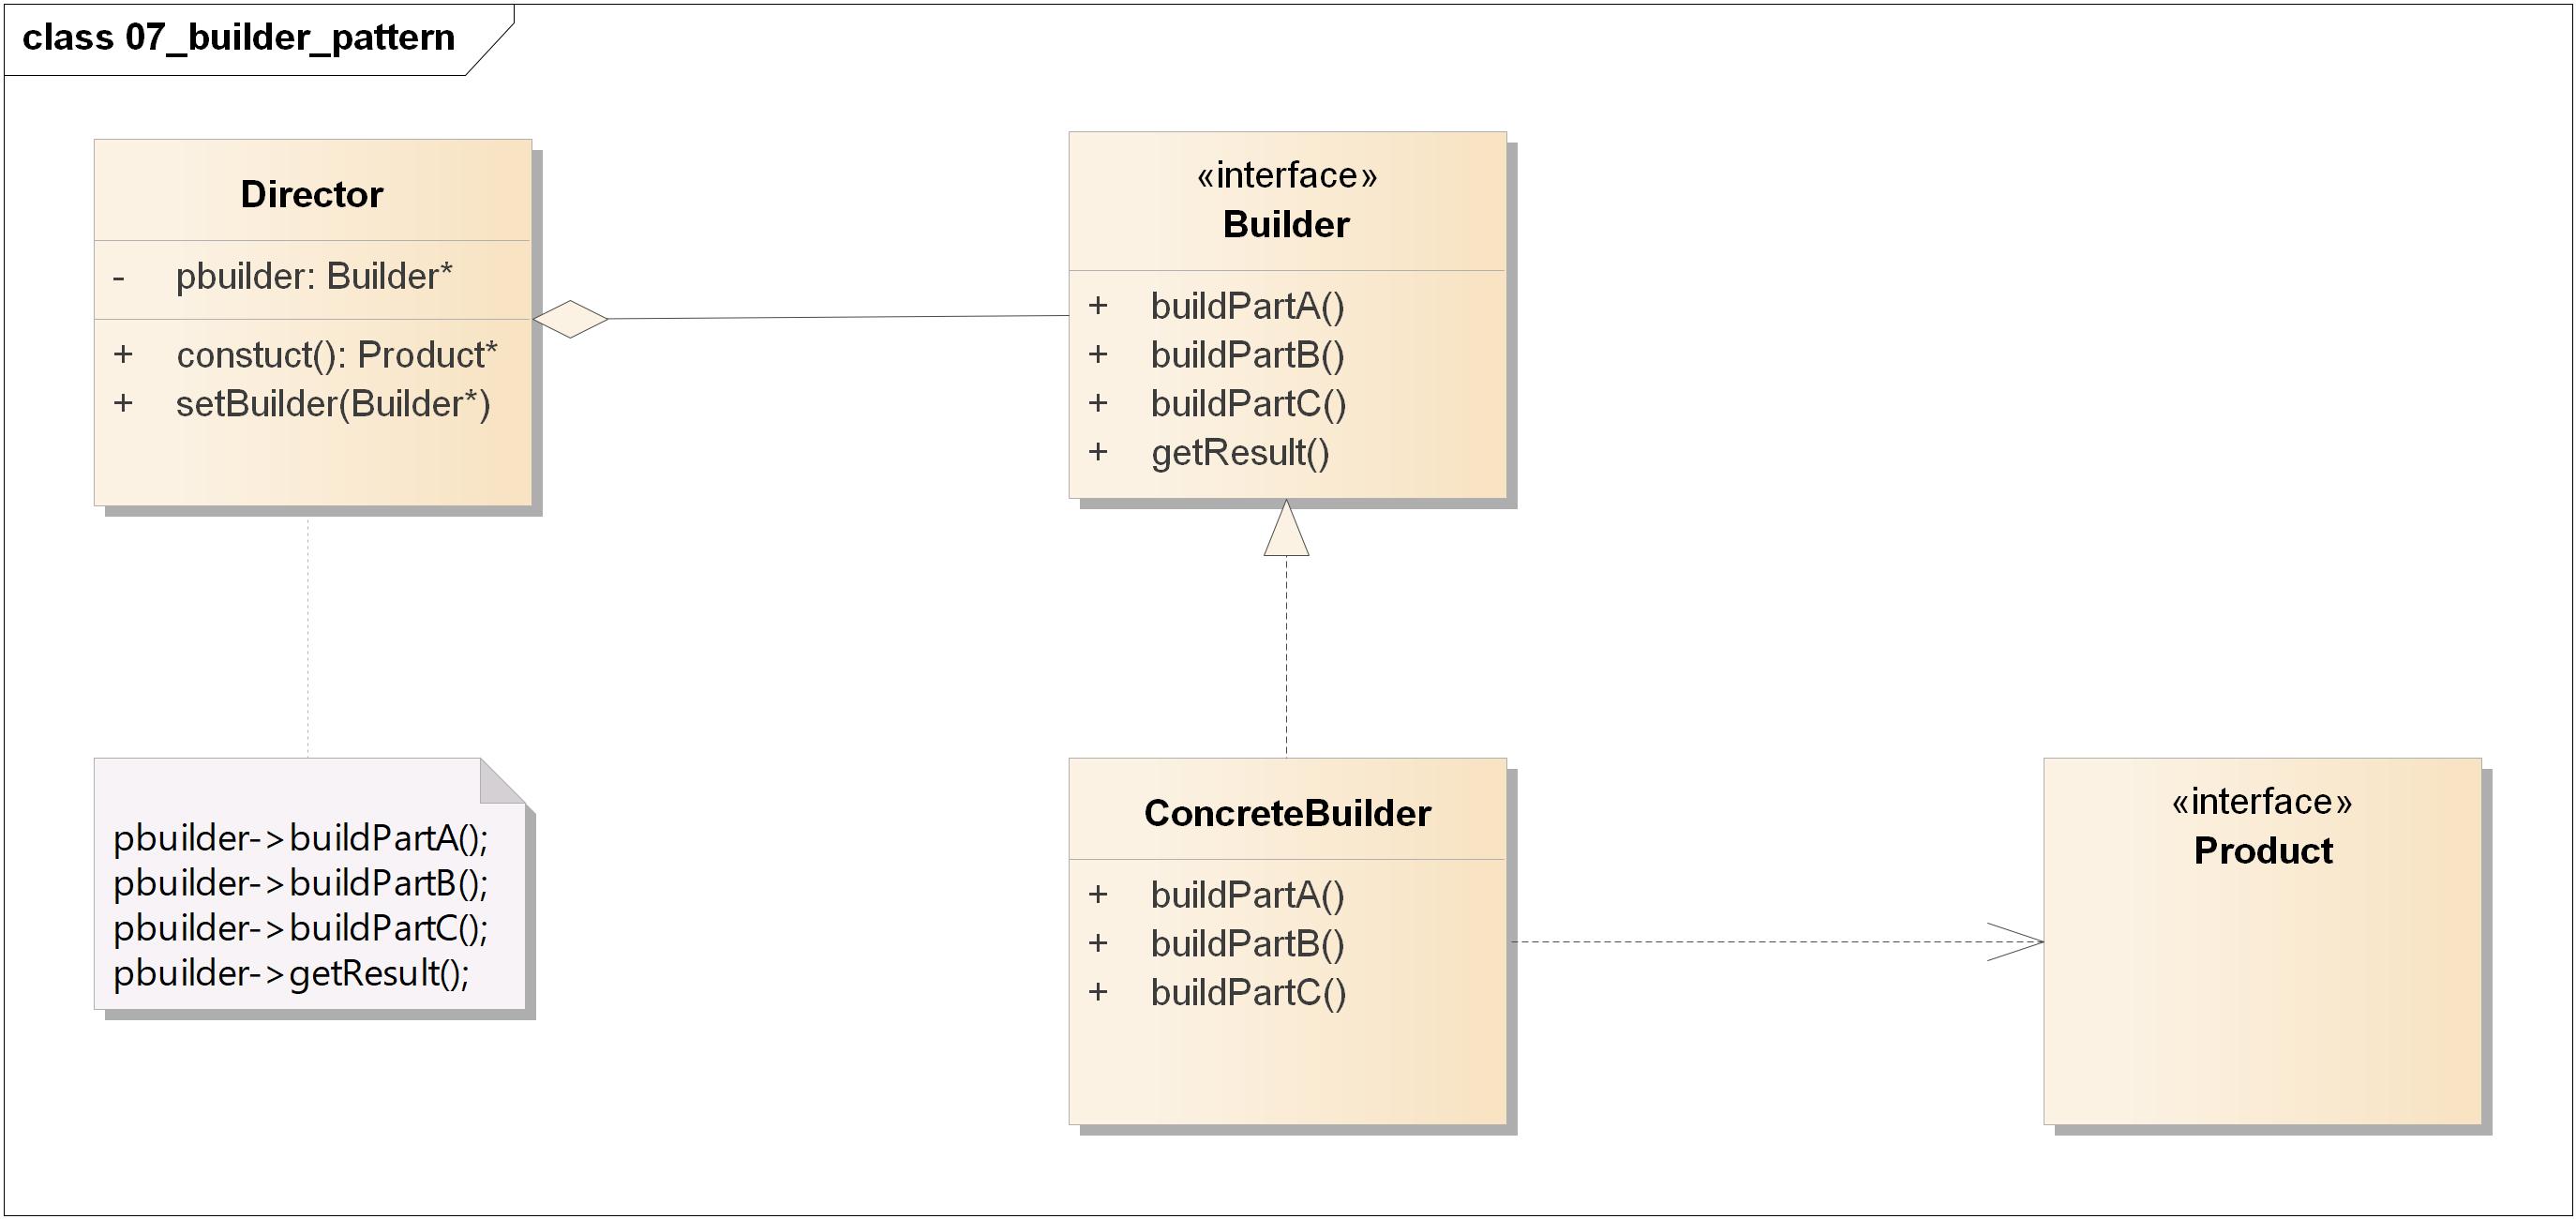 class 07_builder_pattern
Director
- pbuilder: Builder*
+ constuct(): Product*
+ setBuilder(Builder*)
«interface»
Builder
+ buildPartA()
+ buildPartB()
+ buildPartC()
+ getResult()
pbuilder->buildPartA();
pbuilder->buildPartB();
pbuilder->buildPartC();
pbuilder->getResult();
ConcreteBuilder
+ buildPartA()
+ buildPartB()
+ buildPartC()
«interface»
Product